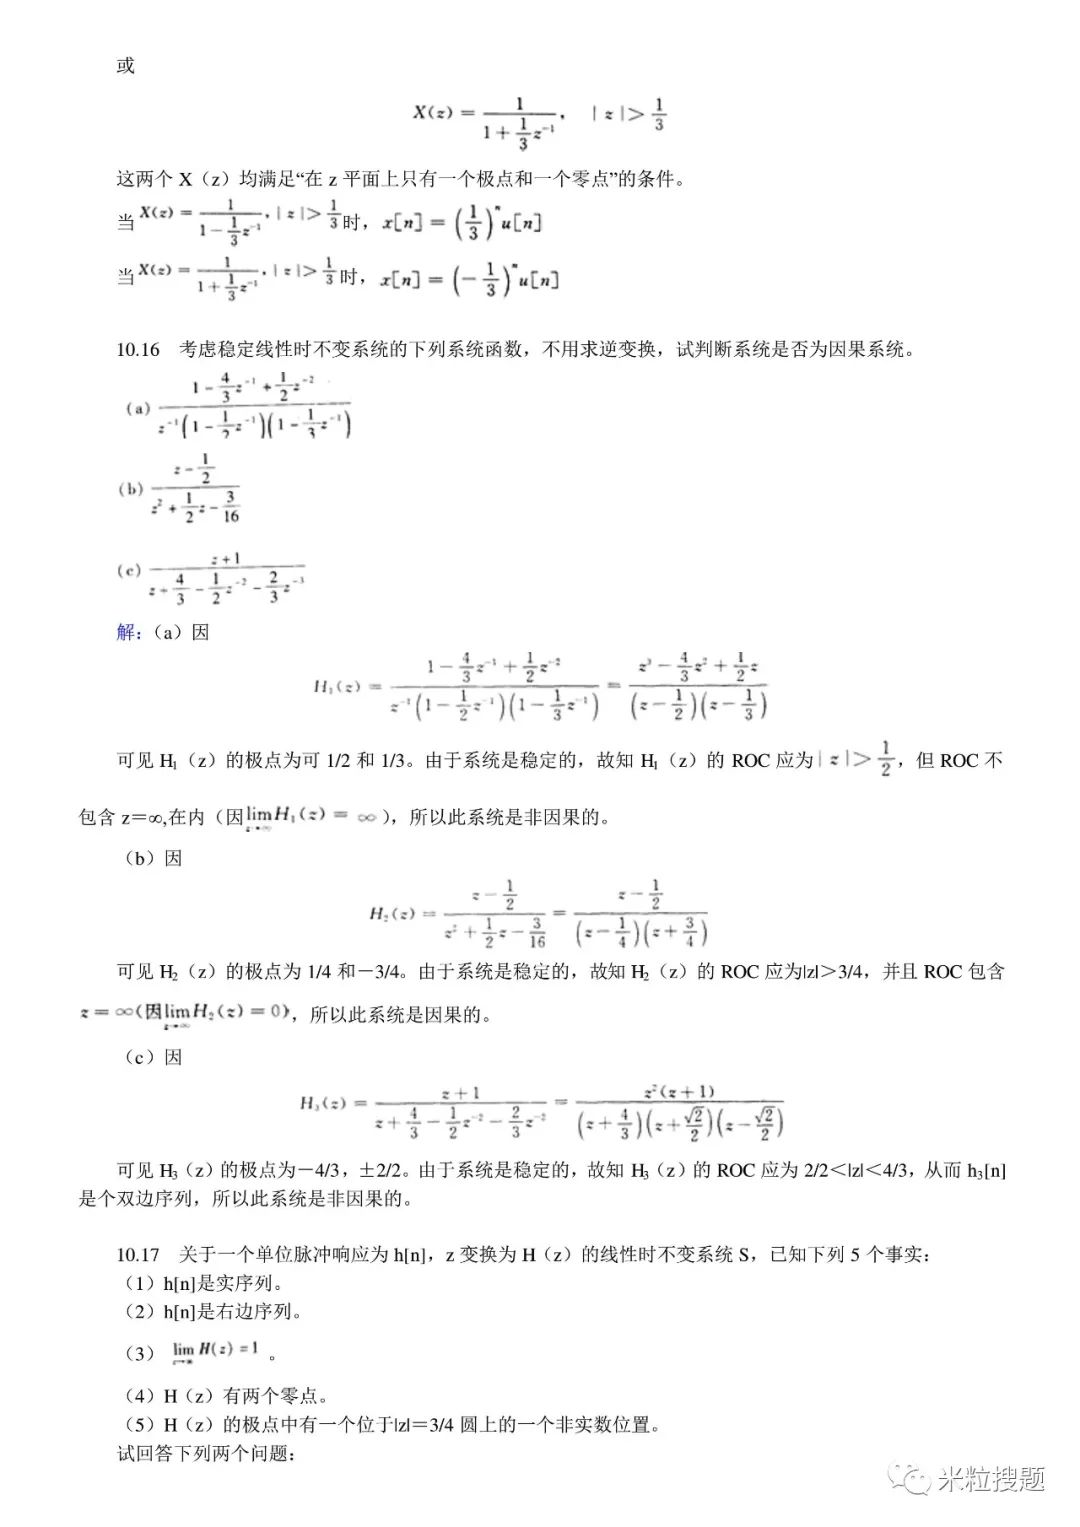 或
X(z) = 1/(1 + 1/3 z⁻¹), |z| > 1/3
这两个 X（z）均满足“在 z 平面上只有一个极点和一个零点”的条件。
当 X(z) = 1/(1 − 1/3 z⁻¹), |z| > 1/3 时，x[n] = (1/3)ⁿ u[n]
当 X(z) = 1/(1 + 1/3 z⁻¹), |z| > 1/3 时，x[n] = (−1/3)ⁿ u[n]
10.16 考虑稳定线性时不变系统的下列系统函数，不用求逆变换，试判断系统是否为因果系统。
(a) (1 − 4/3 z⁻¹ + 1/2 z⁻²)/(z⁻¹(1 − 1/2 z⁻¹)(1 − 1/3 z⁻¹))
(b) (z − 1/2)/(z² + 1/2 z − 3/16)
(c) (z + 1)/(z + 4/3 − 1/2 z⁻² − 2/3 z⁻³)
解:（a）因
H₁(z) = (1 − 4/3 z⁻¹ + 1/2 z⁻²)/(z⁻¹(1 − 1/2 z⁻¹)(1 − 1/3 z⁻¹)) = (z³ − 4/3 z² + 1/2 z)/((z − 1/2)(z − 1/3))
可见 H₁（z）的极点为可 1/2 和 1/3。由于系统是稳定的，故知 H₁（z）的 ROC 应为 |z| > 1/2，但 ROC 不
包含 z＝∞,在内（因 lim z→∞ H₁(z) = ∞），所以此系统是非因果的。
（b）因
H₂(z) = (z − 1/2)/(z² + 1/2 z − 3/16) = (z − 1/2)/((z − 1/4)(z + 3/4))
可见 H₂（z）的极点为 1/4 和－3/4。由于系统是稳定的，故知 H₂（z）的 ROC 应为|z|＞3/4，并且 ROC 包含
z = ∞(因 lim z→∞ H₂(z) = 0)，所以此系统是因果的。
（c）因
H₃(z) = (z + 1)/(z + 4/3 − 1/2 z⁻² − 2/3 z⁻²) = z²(z + 1)/((z + 4/3)(z + √2/2)(z − √2/2))
可见 H₃（z）的极点为－4/3，±2/2。由于系统是稳定的，故知 H₃（z）的 ROC 应为 2/2＜|z|＜4/3，从而 h₃[n]
是个双边序列，所以此系统是非因果的。
10.17 关于一个单位脉冲响应为 h[n]，z 变换为 H（z）的线性时不变系统 S，已知下列 5 个事实：
（1）h[n]是实序列。
（2）h[n]是右边序列。
（3） lim z→∞ H(z) = 1 。
（4）H（z）有两个零点。
（5）H（z）的极点中有一个位于|z|＝3/4 圆上的一个非实数位置。
试回答下列两个问题：
米粒搜题